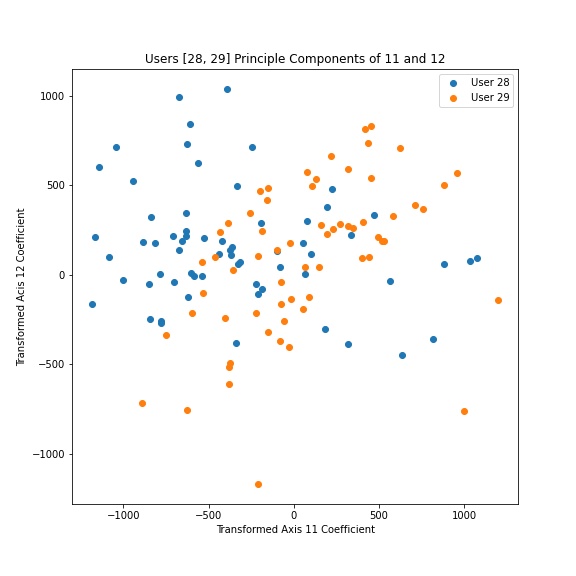 Users [28, 29] Principle Components of 11 and 12
User 28
User 29
Transformed Acis 12 Coefficient
1000
500
0
−500
−1000
−1000
−500
0
500
1000
Transformed Axis 11 Coefficient